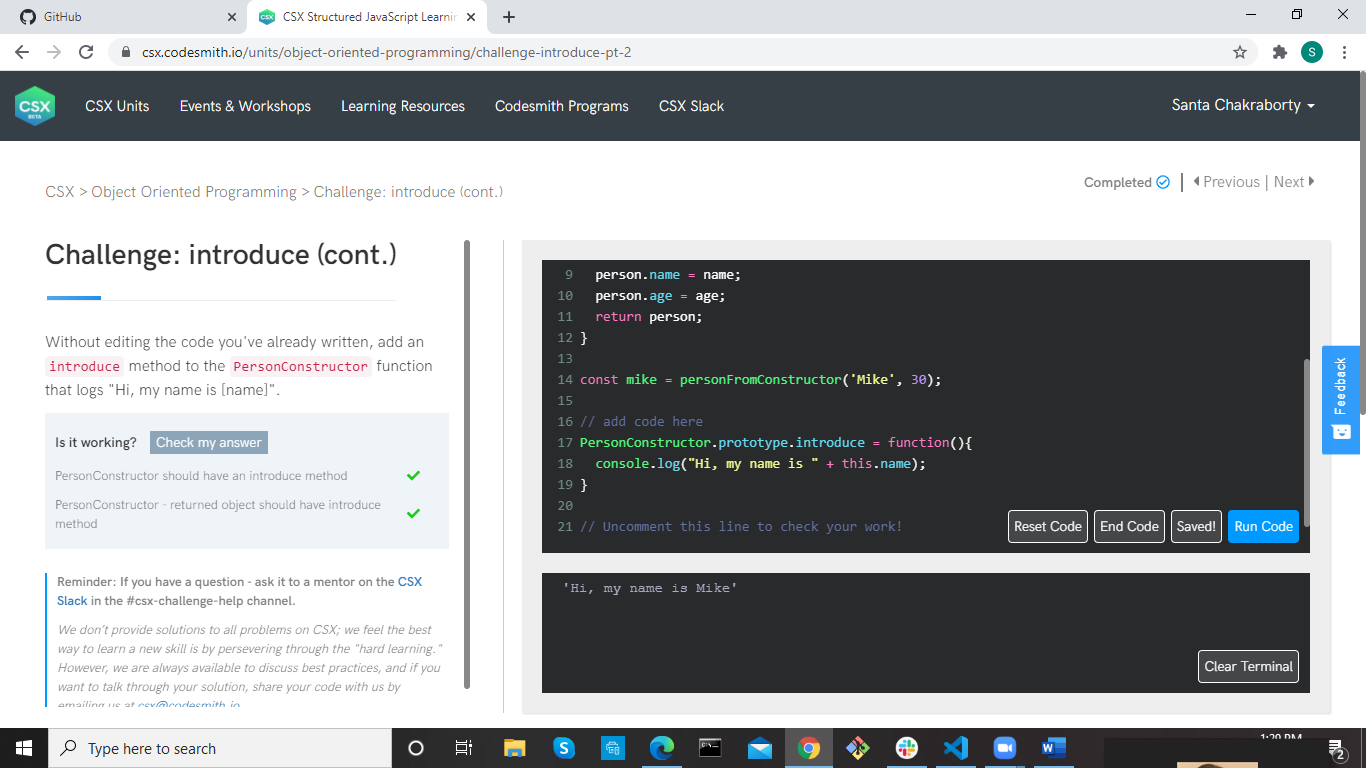 GitHub
CSX Structured JavaScript Learnin
csx.codesmith.io/units/object-oriented-programming/challenge-introduce-pt-2
S
CSX
BETA
CSX Units
Events & Workshops
Learning Resources
Codesmith Programs
CSX Slack
Santa Chakraborty
CSX > Object Oriented Programming > Challenge: introduce (cont.)
Completed
Previous | Next
Challenge: introduce (cont.)
Without editing the code you've already written, add an
introduce method to the PersonConstructor function
that logs "Hi, my name is [name]".
Is it working? Check my answer
PersonConstructor should have an introduce method
PersonConstructor - returned object should have introduce
method
Reminder: If you have a question - ask it to a mentor on the CSX
Slack in the #csx-challenge-help channel.
We don't provide solutions to all problems on CSX; we feel the best
way to learn a new skill is by persevering through the "hard learning."
However, we are always available to discuss best practices, and if you
want to talk through your solution, share your code with us by
emailing us at csx@codesmith.io
9 person.name = name;
10 person.age = age;
11 return person;
12 }
13
14 const mike = personFromConstructor('Mike', 30);
15
16 // add code here
17 PersonConstructor.prototype.introduce = function(){
18 console.log("Hi, my name is " + this.name);
19 }
20
21 // Uncomment this line to check your work!
Reset Code
End Code
Saved!
Run Code
'Hi, my name is Mike'
Clear Terminal
Feedback
Type here to search
1:29 PM
2